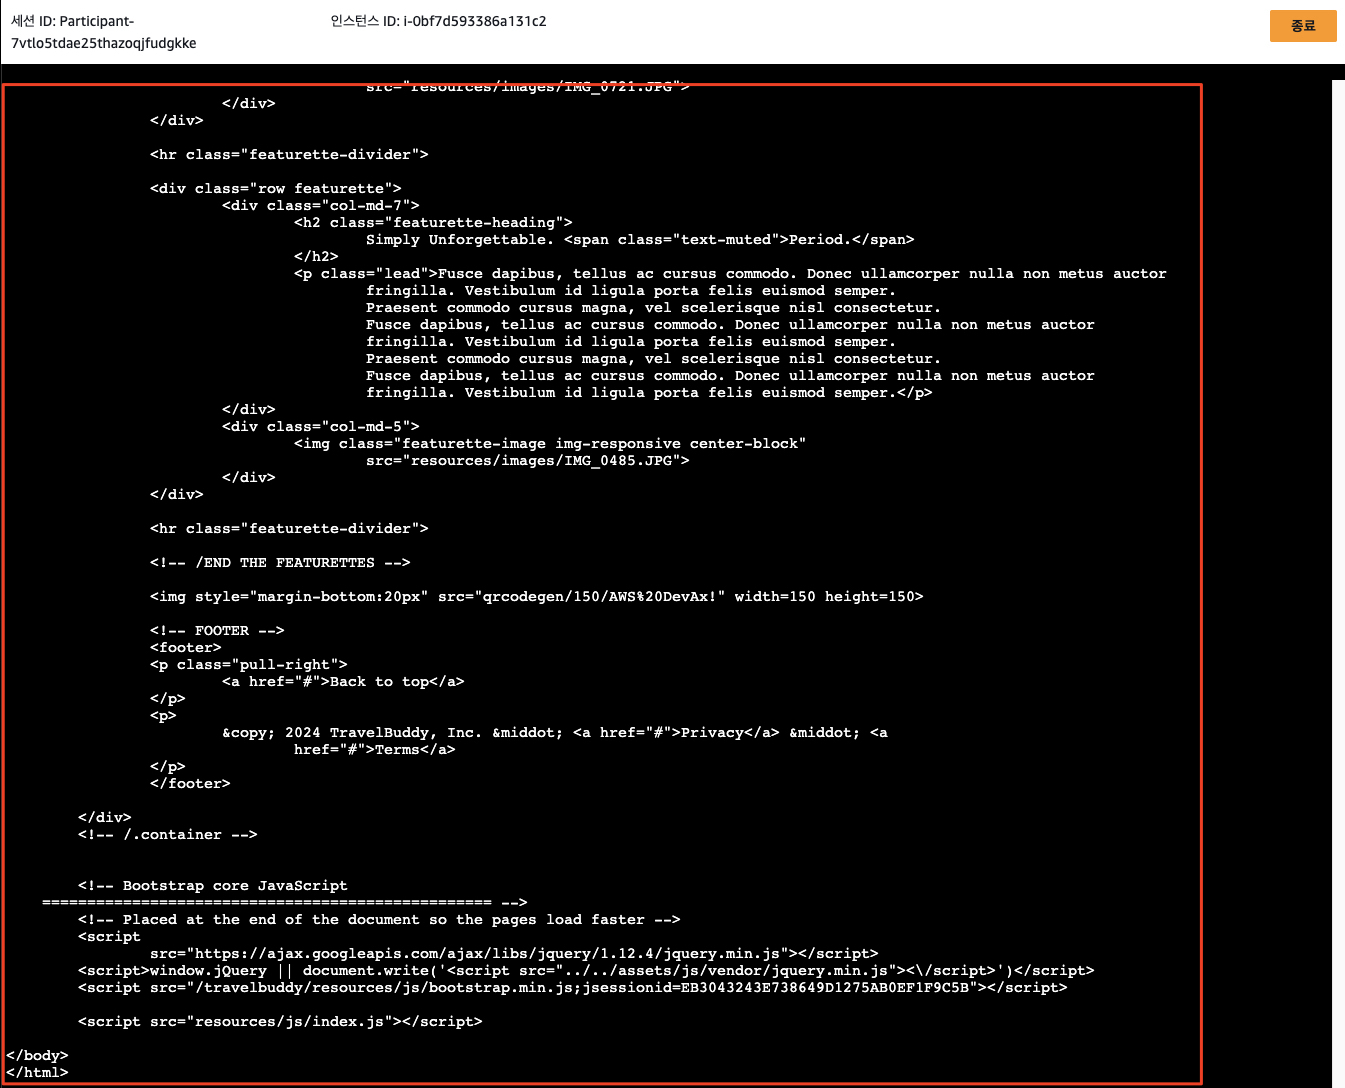 세션 ID: Participant-
7vtlo5tdae25thazoqjfudgkke
인스턴스 ID: i-0bf7d593386a131c2
종료
src="resources/images/IMG_0721.JPG">
</div>
</div>
<hr class="featurette-divider">
<div class="row featurette">
<div class="col-md-7">
<h2 class="featurette-heading">
Simply Unforgettable. <span class="text-muted">Period.</span>
</h2>
<p class="lead">Fusce dapibus, tellus ac cursus commodo. Donec ullamcorper nulla non metus auctor
fringilla. Vestibulum id ligula porta felis euismod semper.
Praesent commodo cursus magna, vel scelerisque nisl consectetur.
Fusce dapibus, tellus ac cursus commodo. Donec ullamcorper nulla non metus auctor
fringilla. Vestibulum id ligula porta felis euismod semper.
Praesent commodo cursus magna, vel scelerisque nisl consectetur.
Fusce dapibus, tellus ac cursus commodo. Donec ullamcorper nulla non metus auctor
fringilla. Vestibulum id ligula porta felis euismod semper.</p>
</div>
<div class="col-md-5">
<img class="featurette-image img-responsive center-block"
src="resources/images/IMG_0485.JPG">
</div>
</div>
<hr class="featurette-divider">
<!-- /END THE FEATURETTES -->
<img style="margin-bottom:20px" src="qrcodegen/150/AWS%20DevAx!" width=150 height=150>
<!-- FOOTER -->
<footer>
<p class="pull-right">
<a href="#">Back to top</a>
</p>
<p>
&copy; 2024 TravelBuddy, Inc. &middot; <a href="#">Privacy</a> &middot; <a
href="#">Terms</a>
</p>
</footer>
</div>
<!-- /.container -->
<!-- Bootstrap core JavaScript
================================================== -->
<!-- Placed at the end of the document so the pages load faster -->
<script
src="https://ajax.googleapis.com/ajax/libs/jquery/1.12.4/jquery.min.js"></script>
<script>window.jQuery || document.write('<script src="../../assets/js/vendor/jquery.min.js"><\/script>')</script>
<script src="/travelbuddy/resources/js/bootstrap.min.js;jsessionid=EB3043243E738649D1275AB0EF1F9C5B"></script>
<script src="resources/js/index.js"></script>
</body>
</html>